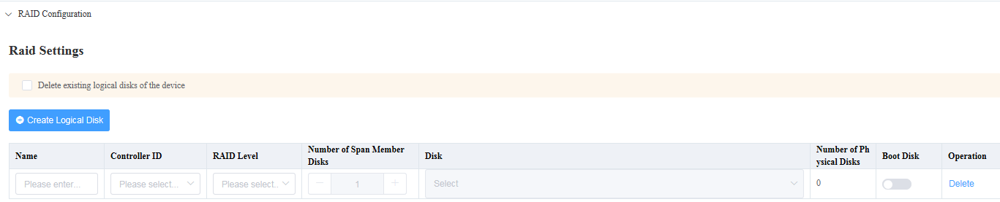 RAID Configuration
Raid Settings
Delete existing logical disks of the device
Create Logical Disk
Name Controller ID RAID Level Number of Span Member Disk Number of Ph Boot Disk Operation
Disks ysical Disks
Please enter... Please select... Please select.. 1 Select 0 Delete